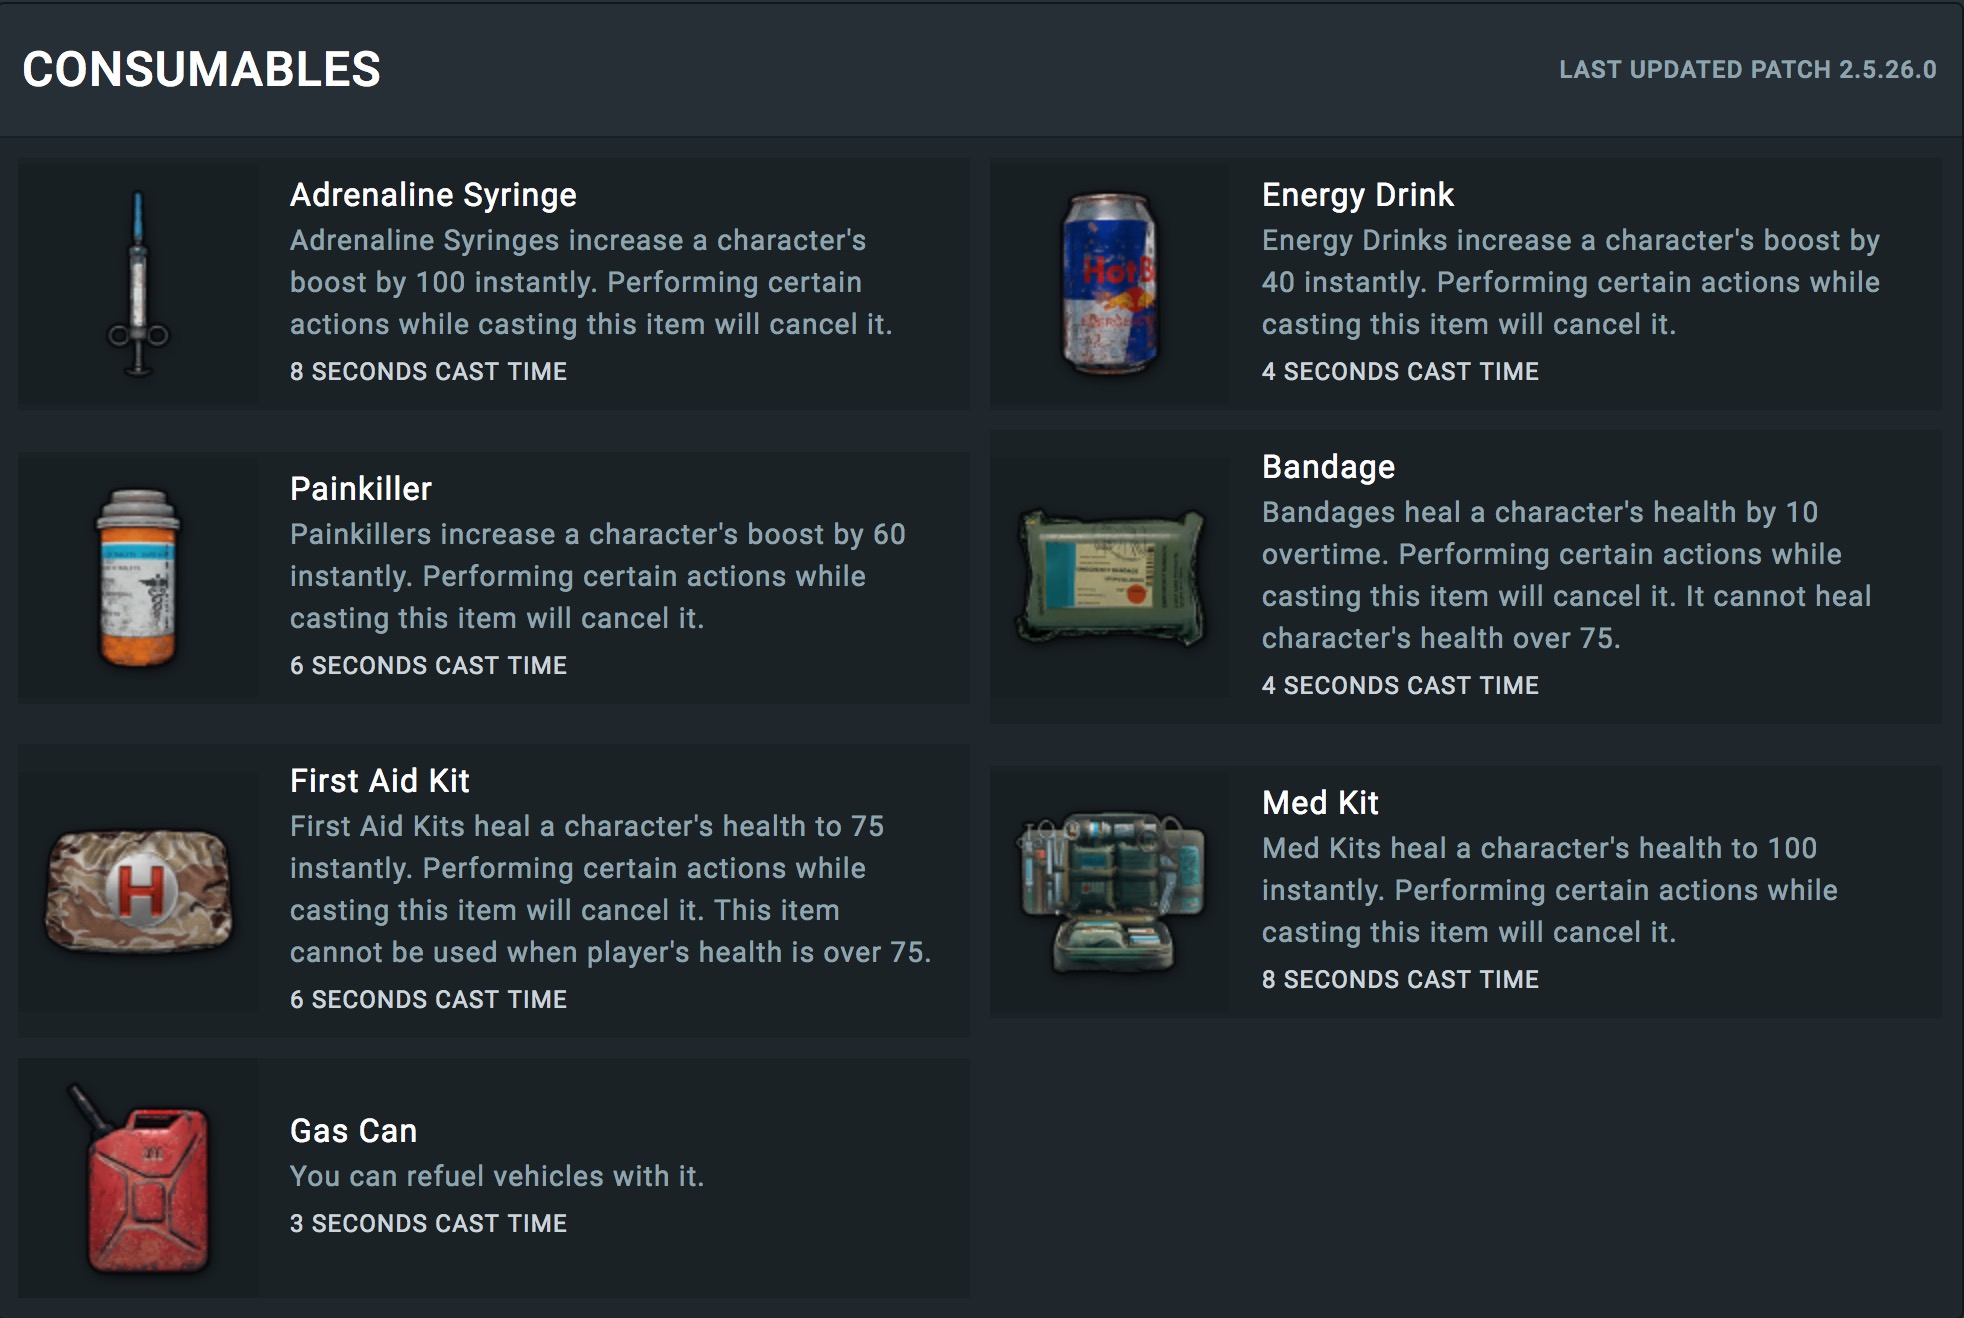 CONSUMABLES
LAST UPDATED PATCH 2.5.26.0
Adrenaline Syringe
Adrenaline Syringes increase a character's
boost by 100 instantly. Performing certain
actions while casting this item will cancel it.
8 SECONDS CAST TIME
Energy Drink
Energy Drinks increase a character's boost by
40 instantly. Performing certain actions while
casting this item will cancel it.
4 SECONDS CAST TIME
Painkiller
Painkillers increase a character's boost by 60
instantly. Performing certain actions while
casting this item will cancel it.
6 SECONDS CAST TIME
Bandage
Bandages heal a character's health by 10
overtime. Performing certain actions while
casting this item will cancel it. It cannot heal
character's health over 75.
4 SECONDS CAST TIME
First Aid Kit
First Aid Kits heal a character's health to 75
instantly. Performing certain actions while
casting this item will cancel it. This item
cannot be used when player's health is over 75.
6 SECONDS CAST TIME
H
Med Kit
Med Kits heal a character's health to 100
instantly. Performing certain actions while
casting this item will cancel it.
8 SECONDS CAST TIME
Gas Can
You can refuel vehicles with it.
3 SECONDS CAST TIME